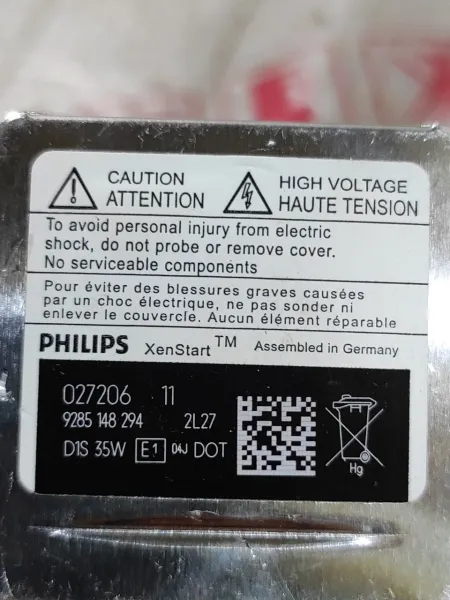 CAUTION
ATTENTION
HIGH VOLTAGE
HAUTE TENSION
To avoid personal injury from electric
shock, do not probe or remove cover.
No serviceable components
Pour éviter des blessures graves causées
par un choc électrique, ne pas sonder ni
enlever le couvercle. Aucun élément réparable
PHILIPS XenStart™ Assembled in Germany
027206 11
9285 148 294 2L27
D1S 35W E1 04J DOT
Hg